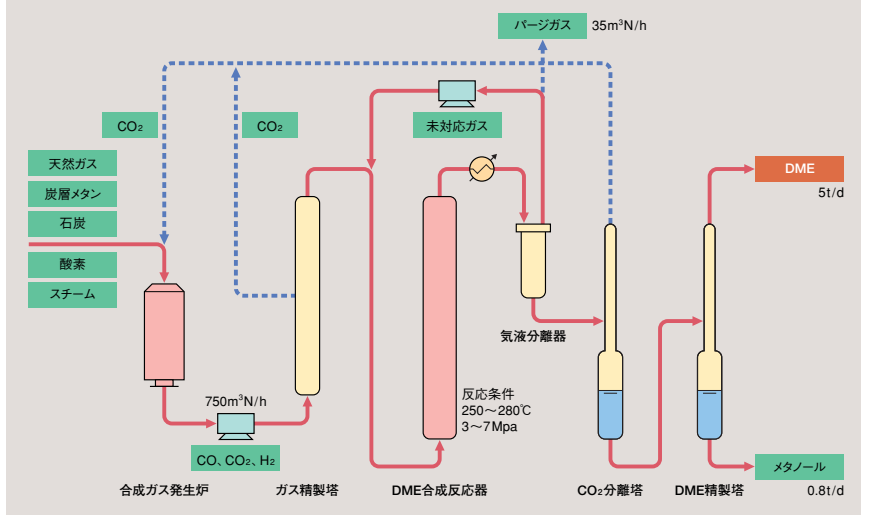 パージガス
35m³N/h
CO₂
CO₂
未対応ガス
天然ガス
炭層メタン
石炭
酸素
スチーム
DME
5t/d
気液分離器
反応条件
250～280℃
3～7Mpa
750m³N/h
CO、CO₂、H₂
メタノール
0.8t/d
合成ガス発生炉
ガス精製塔
DME合成反応器
CO₂分離塔
DME精製塔